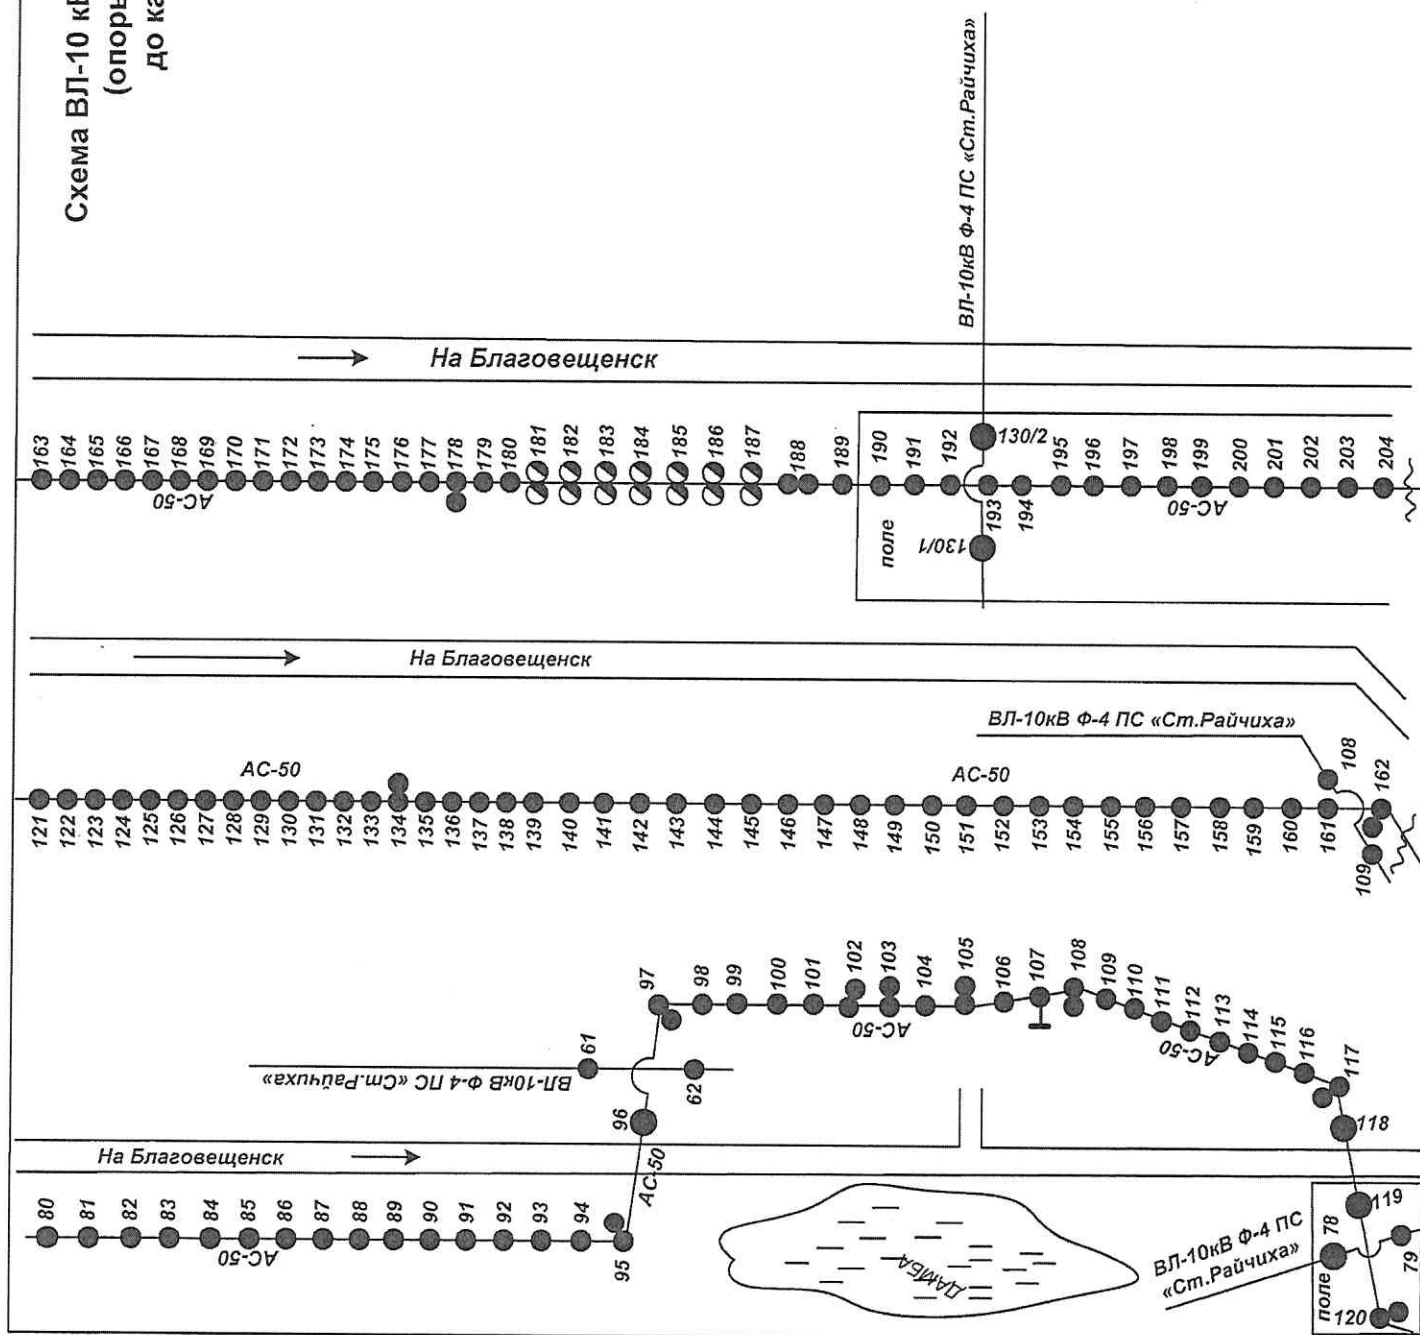 Схема ВЛ-10 кВ
(опоры
до ка
ВЛ-10кВ Ф-4 ПС «Ст.Райчиха»
На Благовещенск
163 164 165 166 167 168 169 170 171 172 173 174 175 176 177 178 179 180 181 182 183 184 185 186 187 188 189 190 191 192 195 196 197 198 199 200 201 202 203 204
АС-50
130/2
193 194
АС-50
130/1
поле
На Благовещенск
ВЛ-10кВ Ф-4 ПС «Ст.Райчиха»
108
162
АС-50
АС-50
121 122 123 124 125 126 127 128 129 130 131 132 133 134 135 136 137 138 139 140 141 142 143 144 145 146 147 148 149 150 151 152 153 154 155 156 157 158 159 160 161
109
97 98 99 100 101 102 103 104 105 106 107 108 109 110 111 112 113 114 115 116 117
АС-50
АС-50
61
62
ВЛ-10кВ Ф-4 ПС «Ст.Райчиха»
96
118
На Благовещенск
АС-50
80 81 82 83 84 85 86 87 88 89 90 91 92 93 94
95
АС-50
ДАМБА
ВЛ-10кВ Ф-4 ПС
«Ст.Райчиха»
119
78
79
поле
120